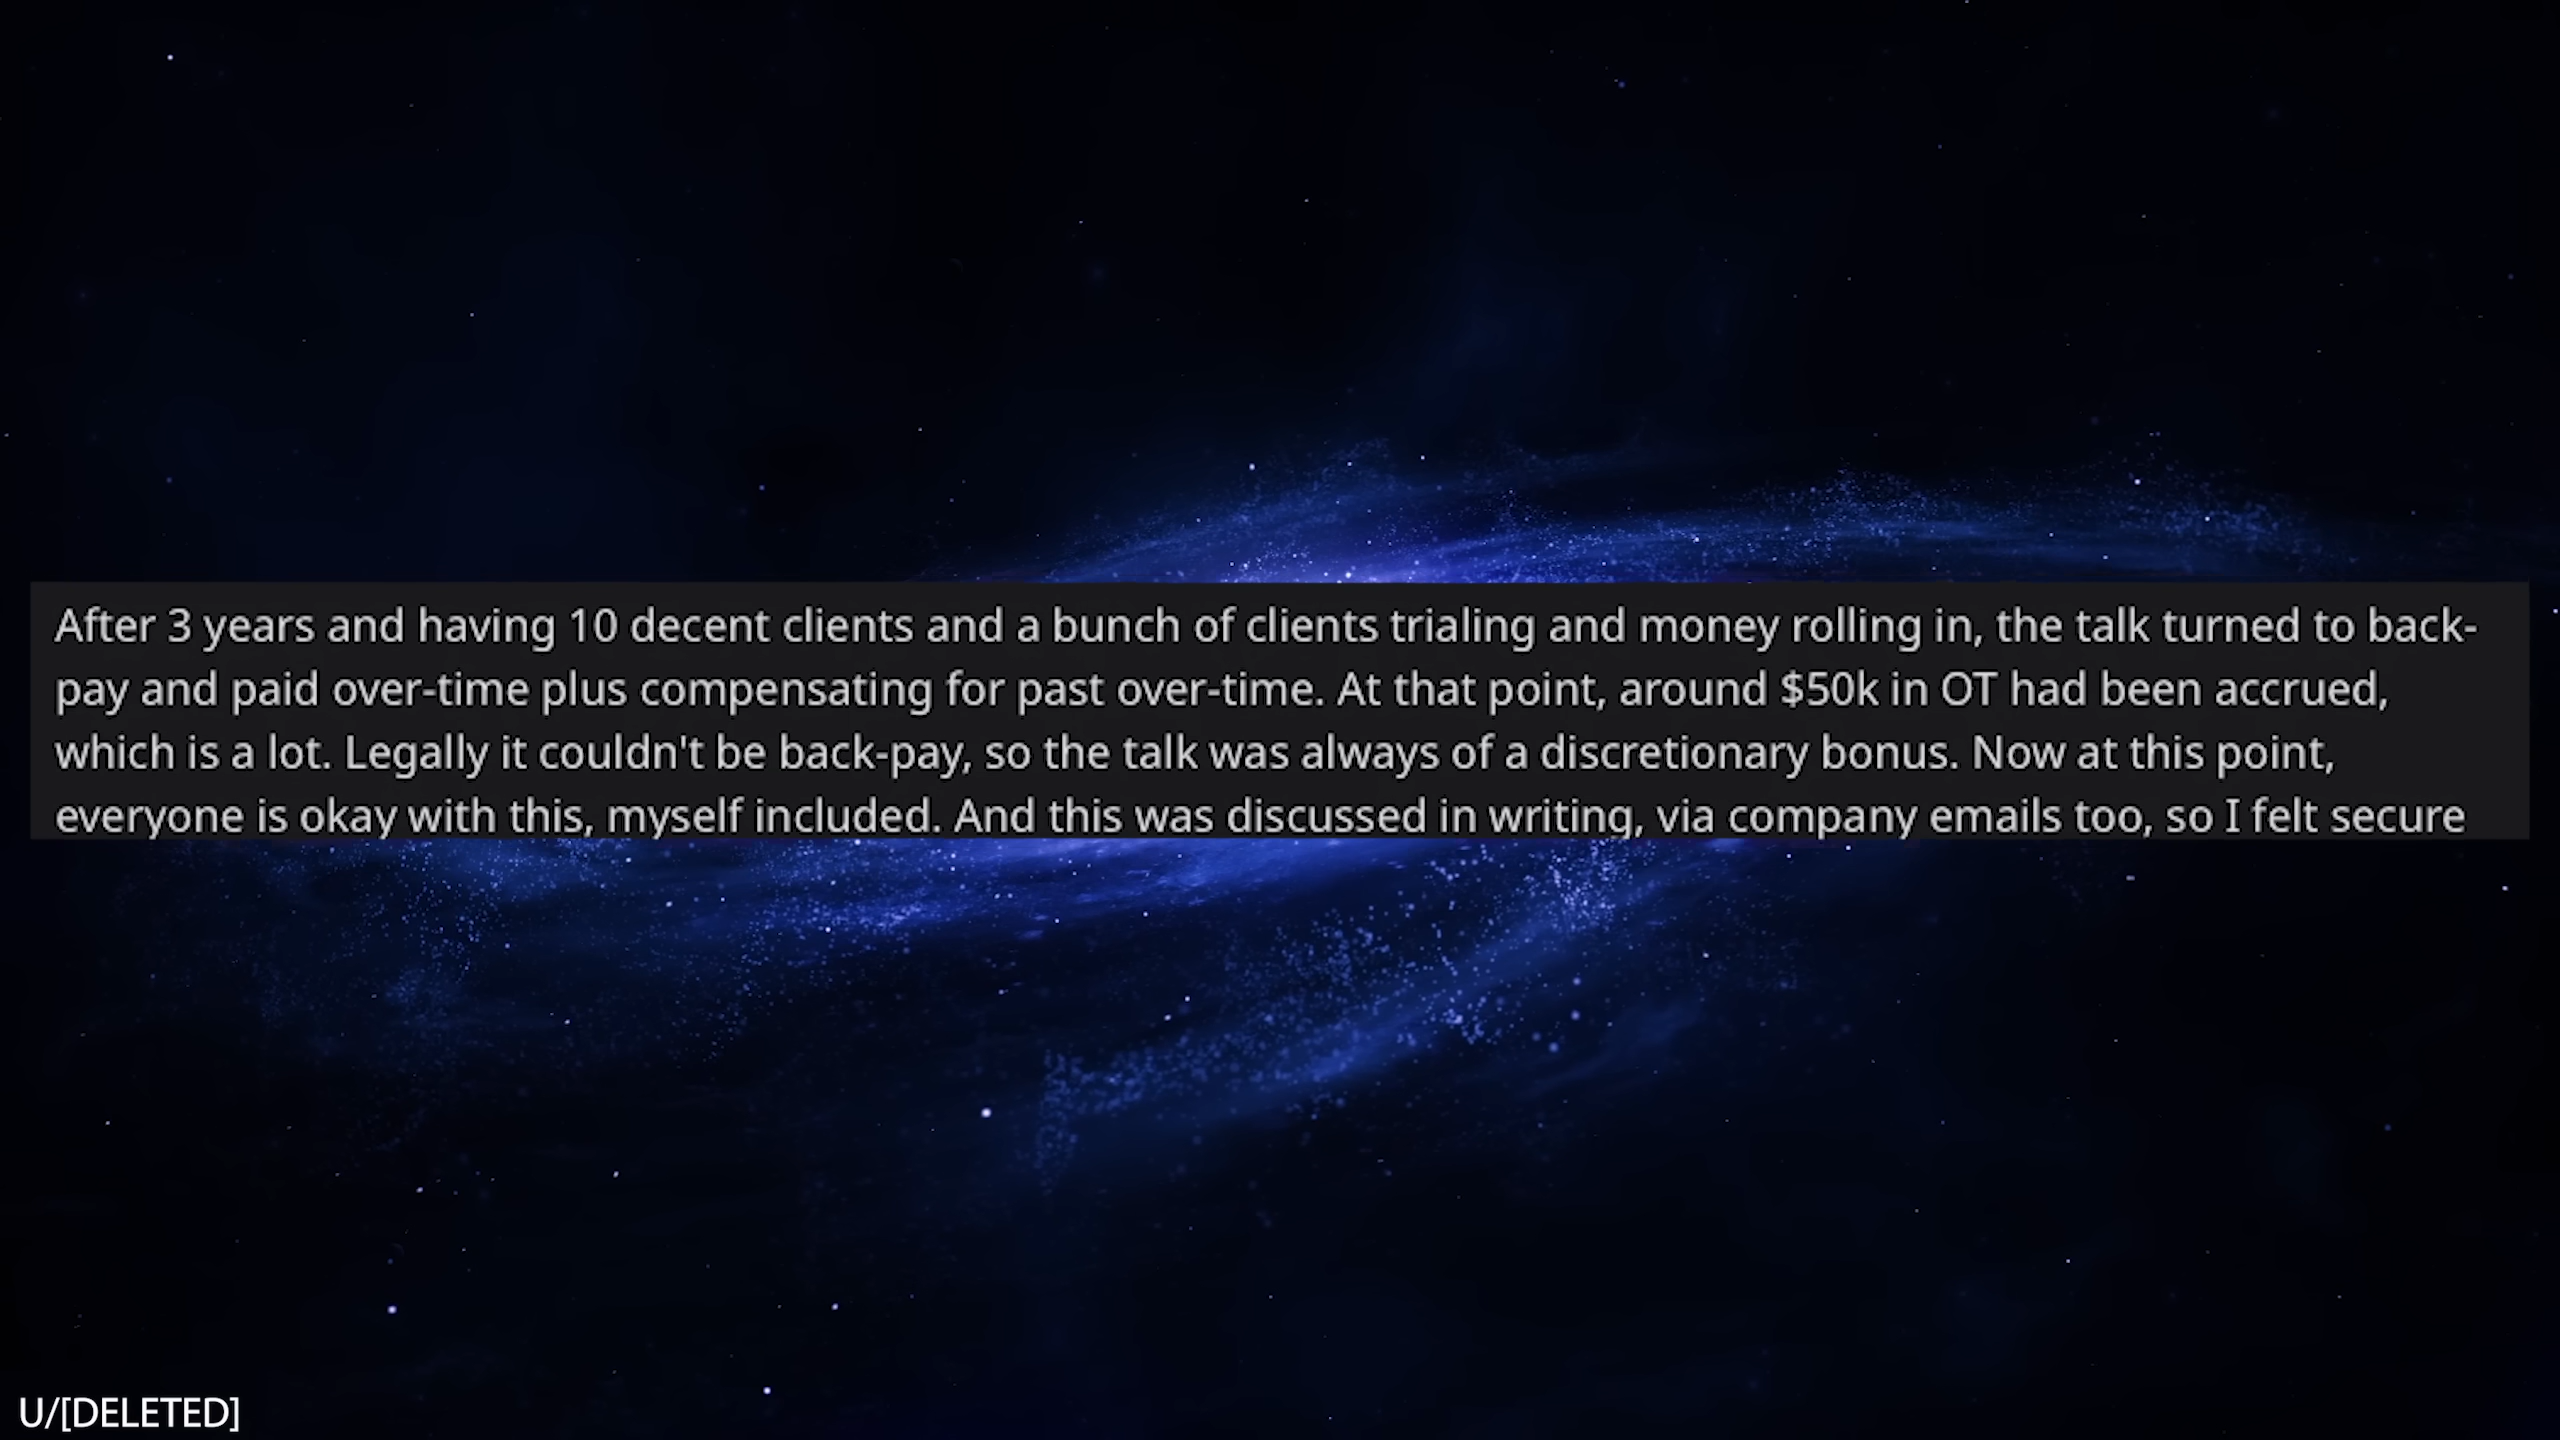 After 3 years and having 10 decent clients and a bunch of clients trialing and money rolling in, the talk turned to back-
pay and paid over-time plus compensating for past over-time. At that point, around $50k in OT had been accrued,
which is a lot. Legally it couldn't be back-pay, so the talk was always of a discretionary bonus. Now at this point,
everyone is okay with this, myself included. And this was discussed in writing, via company emails too, so I felt secure
U/[DELETED]